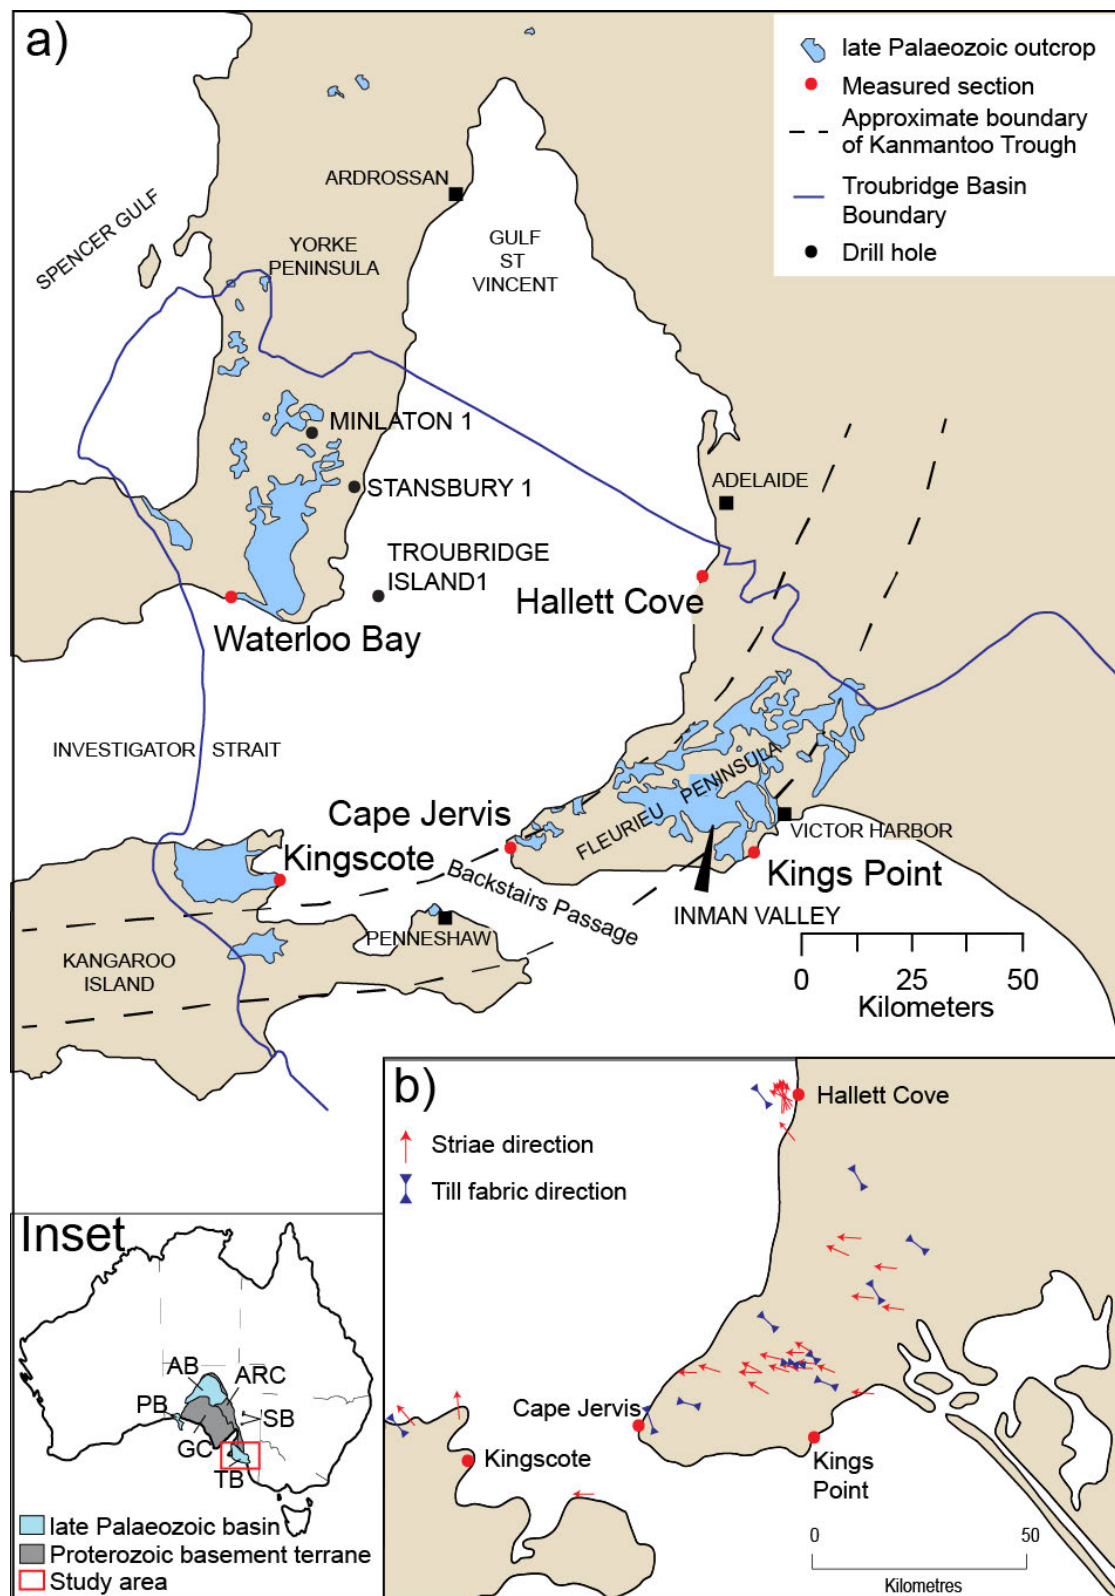 a)
late Palaeozoic outcrop
Measured section
Approximate boundary
of Kanmantoo Trough
Troubridge Basin
Boundary
Drill hole
ARDROSSAN
SPENCER GULF
YORKE
PENINSULA
GULF
ST
VINCENT
MINLATON 1
STANSBURY 1
ADELAIDE
TROUBRIDGE
ISLAND1
Hallett Cove
Waterloo Bay
INVESTIGATOR STRAIT
FLEURIEU PENINSULA
Cape Jervis
VICTOR HARBOR
Kingscote
Kings Point
Backstairs Passage
INMAN VALLEY
PENNESHAW
KANGAROO
ISLAND
0 25 50
Kilometers
b)
Striae direction
Till fabric direction
Hallett Cove
Cape Jervis
Kingscote
Kings
Point
0 50
Kilometres
Inset
AB
ARC
PB
SB
GC
TB
late Palaeozoic basin
Proterozoic basement terrane
Study area